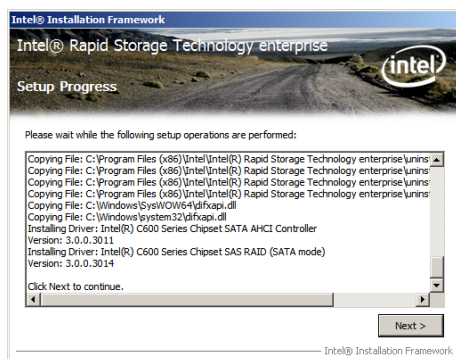 Intel® Installation Framework
Intel® Rapid Storage Technology enterprise
intel
Setup Progress
Please wait while the following setup operations are performed:
Copying File: C:\Program Files (x86)\Intel\Intel(R) Rapid Storage Technology enterprise\unins
Copying File: C:\Program Files (x86)\Intel\Intel(R) Rapid Storage Technology enterprise\unins
Copying File: C:\Program Files (x86)\Intel\Intel(R) Rapid Storage Technology enterprise\unins
Copying File: C:\Program Files (x86)\Intel\Intel(R) Rapid Storage Technology enterprise\unins
Copying File: C:\Windows\SysWOW64\difxapi.dll
Copying File: C:\Windows\system32\difxapi.dll
Installing Driver: Intel(R) C600 Series Chipset SATA AHCI Controller
Version: 3.0.0.3011
Installing Driver: Intel(R) C600 Series Chipset SAS RAID (SATA mode)
Version: 3.0.0.3014
Click Next to continue.
Next >
Intel® Installation Framework